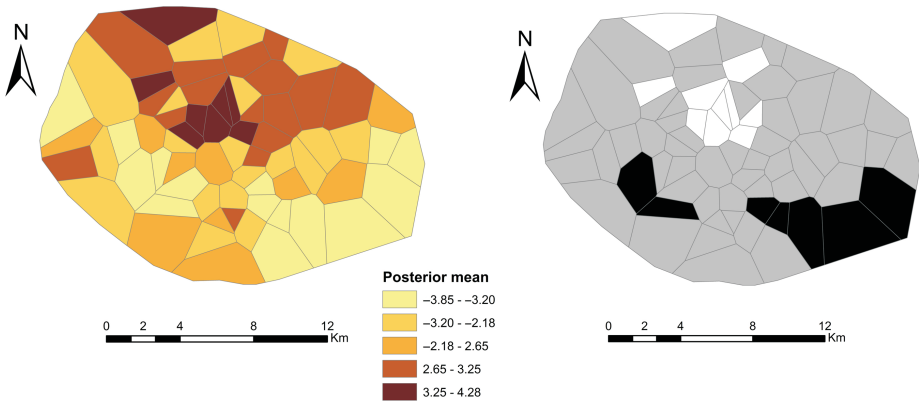 N
N
Posterior mean
–3.85 - –3.20
–3.20 - –2.18
–2.18 - 2.65
2.65 - 3.25
3.25 - 4.28
0 2 4 8 12
Km
0 2 4 8 12
Km